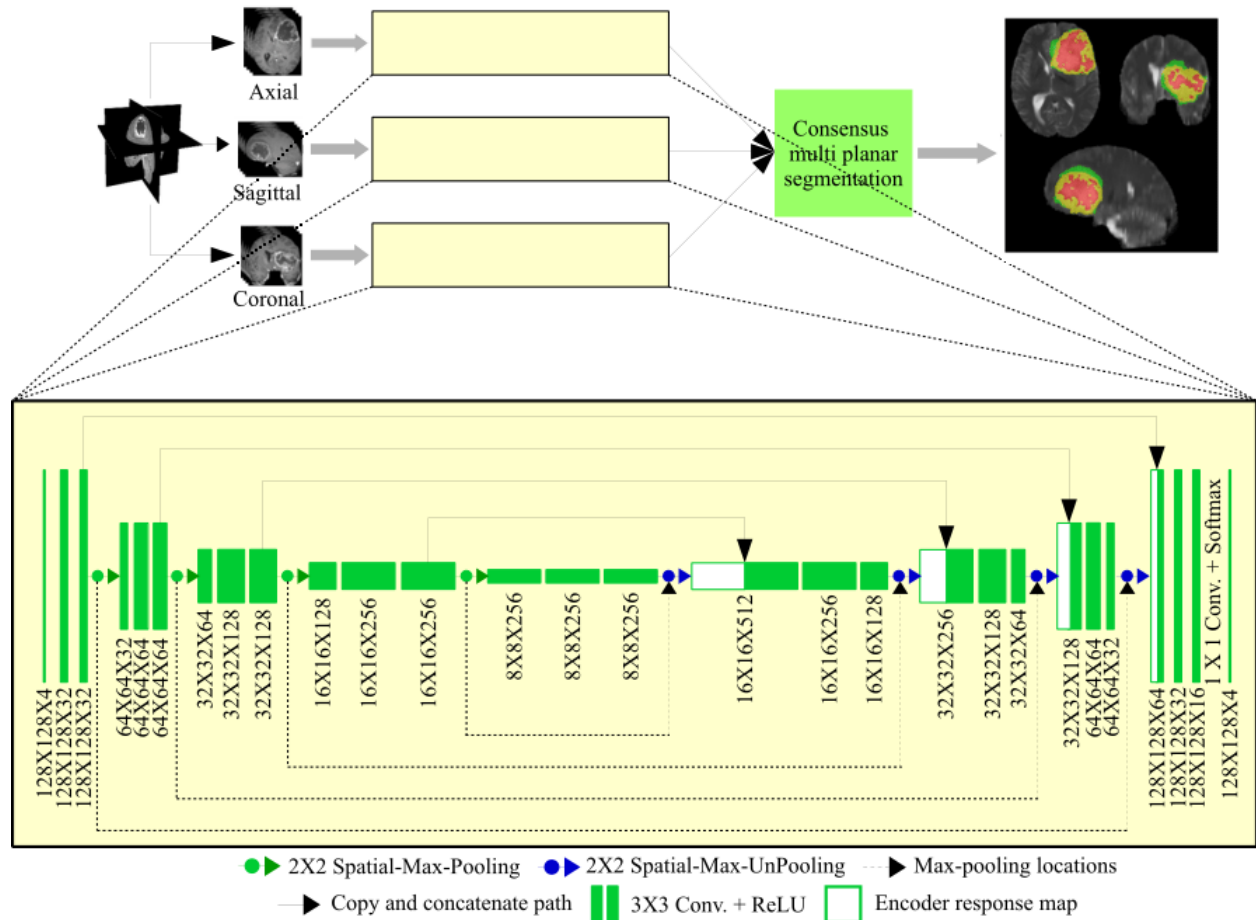 Axial
Sagittal
Coronal
Consensus
multi planar
segmentation
128X128X4
128X128X32
128X128X32
64X64X32
64X64X64
64X64X64
32X32X64
32X32X128
32X32X128
16X16X128
16X16X256
16X16X256
8X8X256
8X8X256
8X8X256
16X16X512
16X16X256
16X16X128
32X32X256
32X32X128
32X32X64
32X32X128
64X64X64
64X64X32
128X128X64
128X128X32
128X128X16
1 X 1 Conv. + Softmax
128X128X4
2X2 Spatial-Max-Pooling
2X2 Spatial-Max-UnPooling
Max-pooling locations
Copy and concatenate path
3X3 Conv. + ReLU
Encoder response map